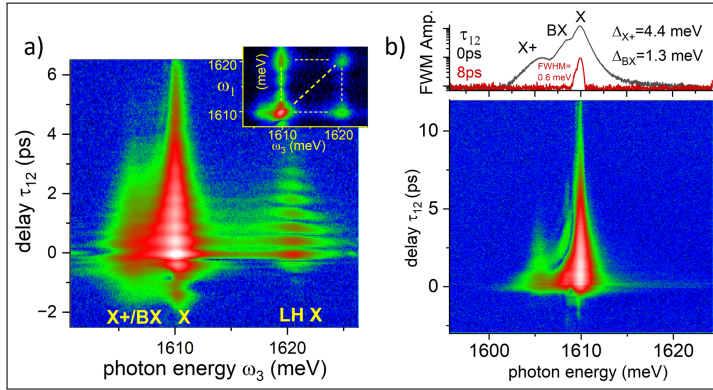 a)
6
4
2
0
−2
delay τ12 (ps)
X+/BX X
LH X
1610
1620
photon energy ω3 (meV)
1620
1610
ωI
(meV)
1610
1620
ω3 (meV)
b)
FWM Amp.
τ12
0ps
8ps
X+
BX
X
FWHM=
0.6 meV
ΔX+=4.4 meV
ΔBX=1.3 meV
10
5
0
delay τ12 (ps)
1600
1610
1620
photon energy (meV)